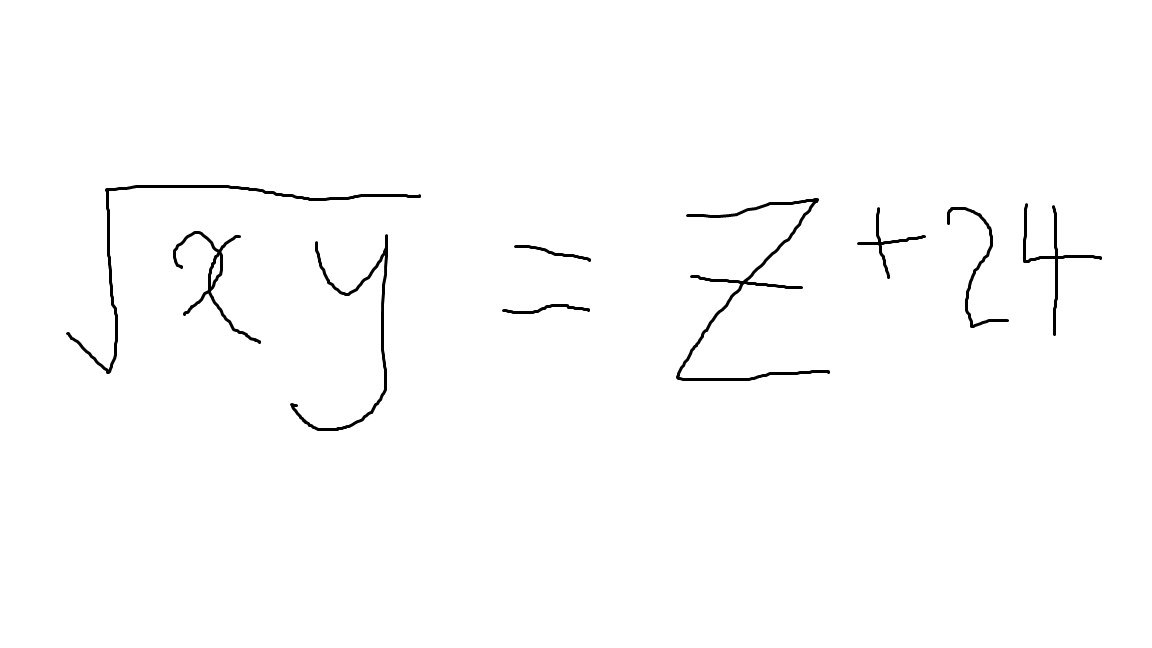 √xy = z + 24